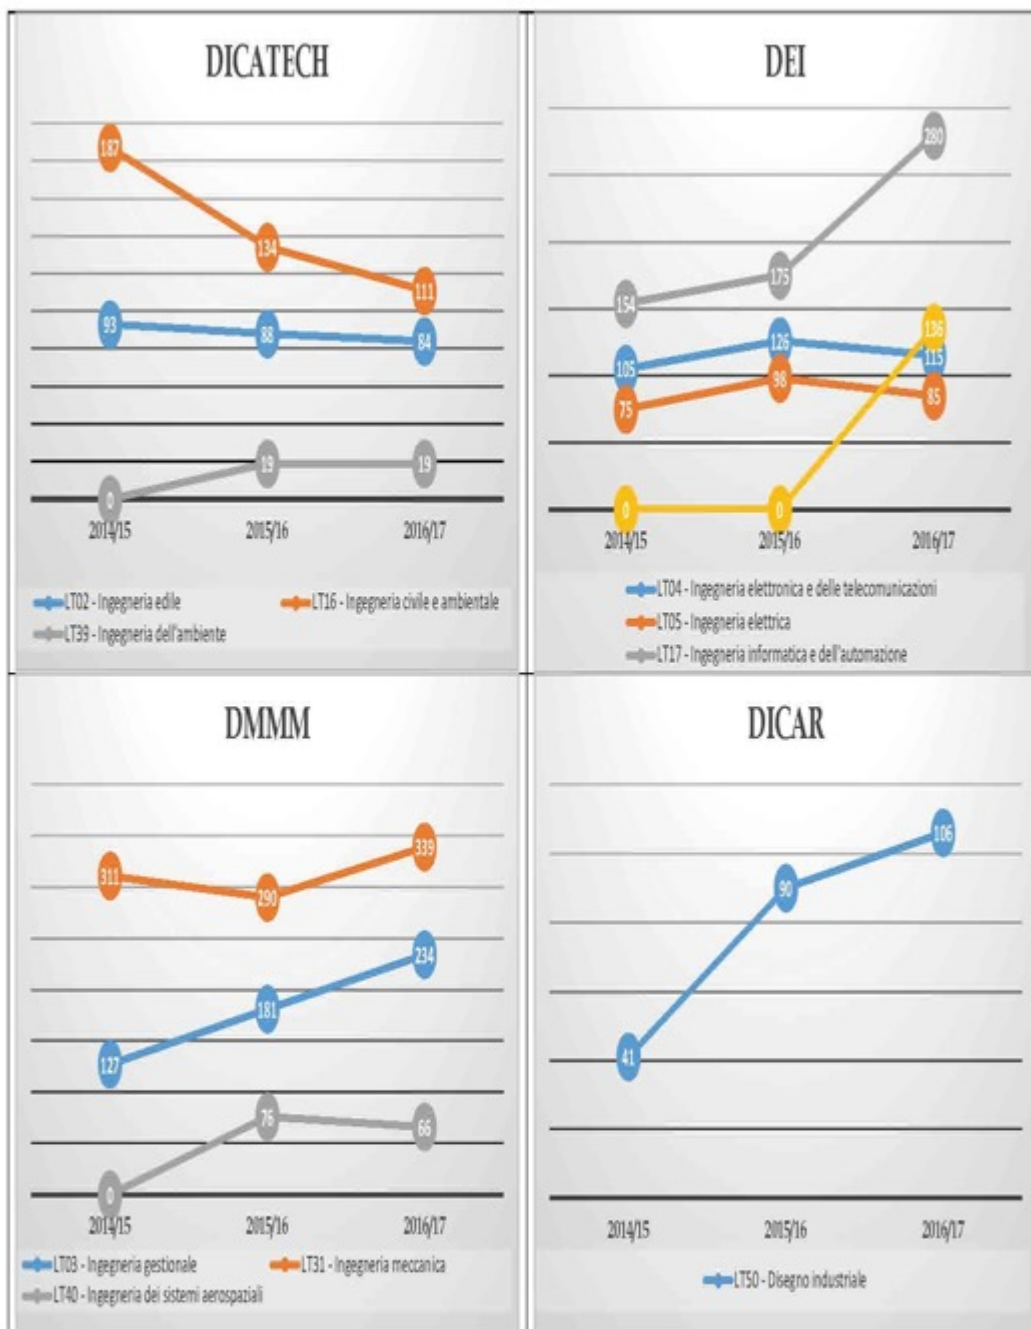 DICATECH
187
134
111
93
88
84
0
19
19
2014/15 2015/16 2016/17
LT02 - Ingegneria edile LT16 - Ingegneria civile e ambientale
LT39 - Ingegneria dell'ambiente
DEI
280
154
175
136
105
126
115
75
98
85
0
0
2014/15 2015/16 2016/17
LT04 - Ingegneria elettronica e delle telecomunicazioni
LT05 - Ingegneria elettrica
LT17 - Ingegneria informatica e dell'automazione
DMMM
311
290
339
127
181
234
0
76
66
2014/15 2015/16 2016/17
LT03 - Ingegneria gestionale LT31 - Ingegneria meccanica
LT40 - Ingegneria dei sistemi aerospaziali
DICAR
41
90
106
2014/15 2015/16 2016/17
LT50 - Disegno industriale